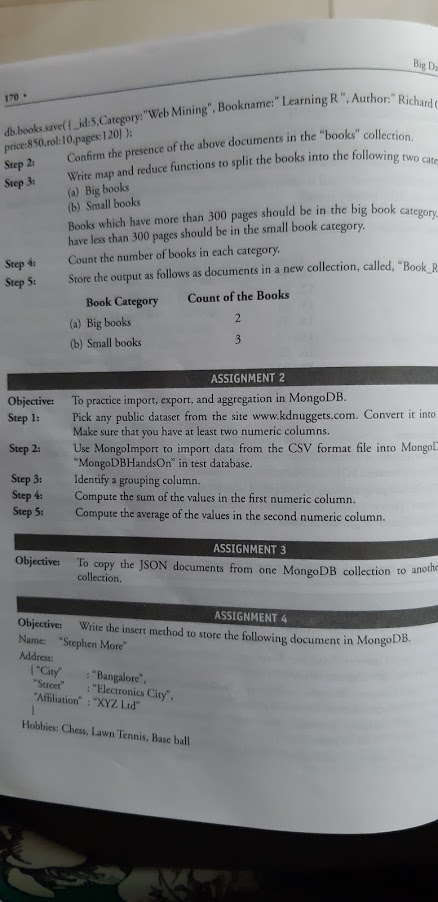 170 •
Big Da
db.books.save( { _id:5,Category:"Web Mining", Bookname:" Learning R ", Author:" Richard
price:850,rol:10,pages:120} );
Step 2: Confirm the presence of the above documents in the "books" collection.
Step 3: Write map and reduce functions to split the books into the following two cate
(a) Big books
(b) Small books
Books which have more than 300 pages should be in the big book category.
have less than 300 pages should be in the small book category.
Step 4: Count the number of books in each category.
Step 5: Store the output as follows as documents in a new collection, called, "Book_R
Book Category Count of the Books
(a) Big books 2
(b) Small books 3
ASSIGNMENT 2
Objective: To practice import, export, and aggregation in MongoDB.
Step 1: Pick any public dataset from the site www.kdnuggets.com. Convert it into
Make sure that you have at least two numeric columns.
Step 2: Use MongoImport to import data from the CSV format file into MongoD
"MongoDBHandsOn" in test database.
Step 3: Identify a grouping column.
Step 4: Compute the sum of the values in the first numeric column.
Step 5: Compute the average of the values in the second numeric column.
ASSIGNMENT 3
Objective: To copy the JSON documents from one MongoDB collection to anothe
collection.
ASSIGNMENT 4
Objective: Write the insert method to store the following document in MongoDB.
Name: "Stephen More"
Address:
{ "City" : "Bangalore",
"Street" : "Electronics City",
"Affiliation" : "XYZ Ltd"
}
Hobbies: Chess, Lawn Tennis, Base ball